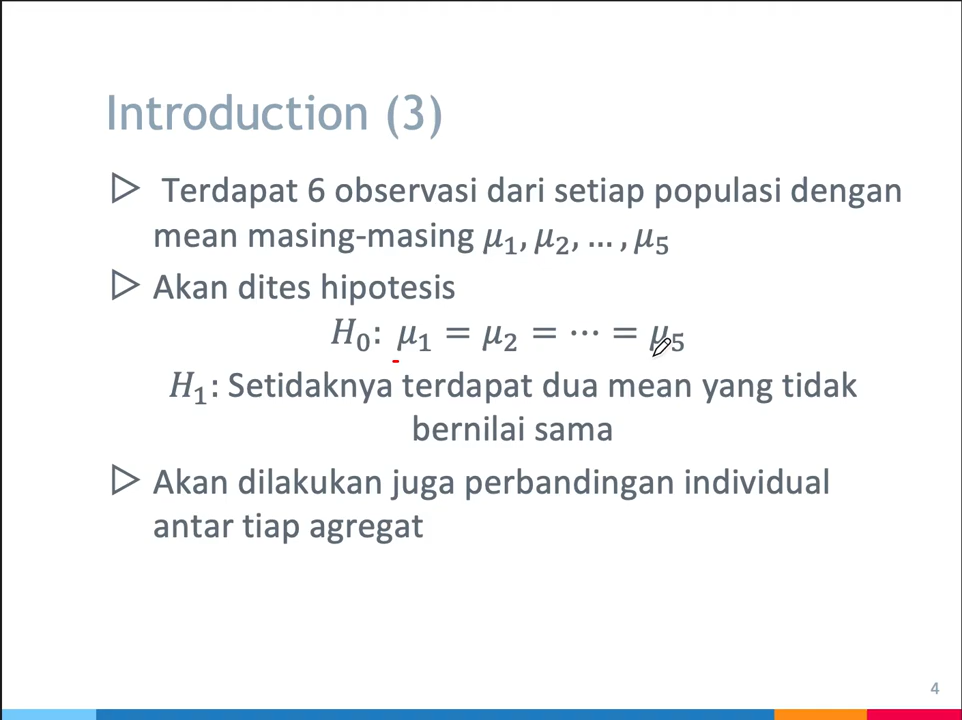 Introduction (3)
▷ Terdapat 6 observasi dari setiap populasi dengan
mean masing-masing μ₁, μ₂, … , μ₅
▷ Akan dites hipotesis
H₀: μ₁ = μ₂ = ⋯ = μ₅
H₁: Setidaknya terdapat dua mean yang tidak
bernilai sama
▷ Akan dilakukan juga perbandingan individual
antar tiap agregat
4